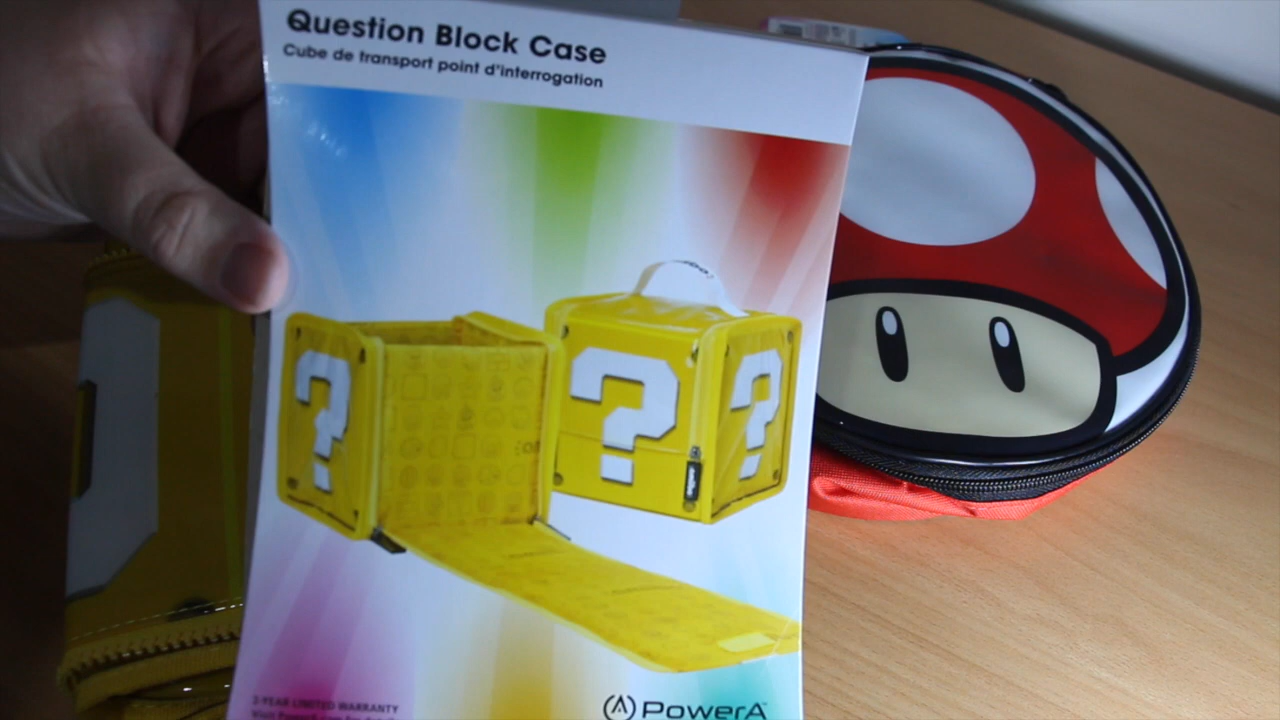 Question Block Case
Cube de transport point d'interrogation
?
?
?
2-YEAR LIMITED WARRANTY
PowerA